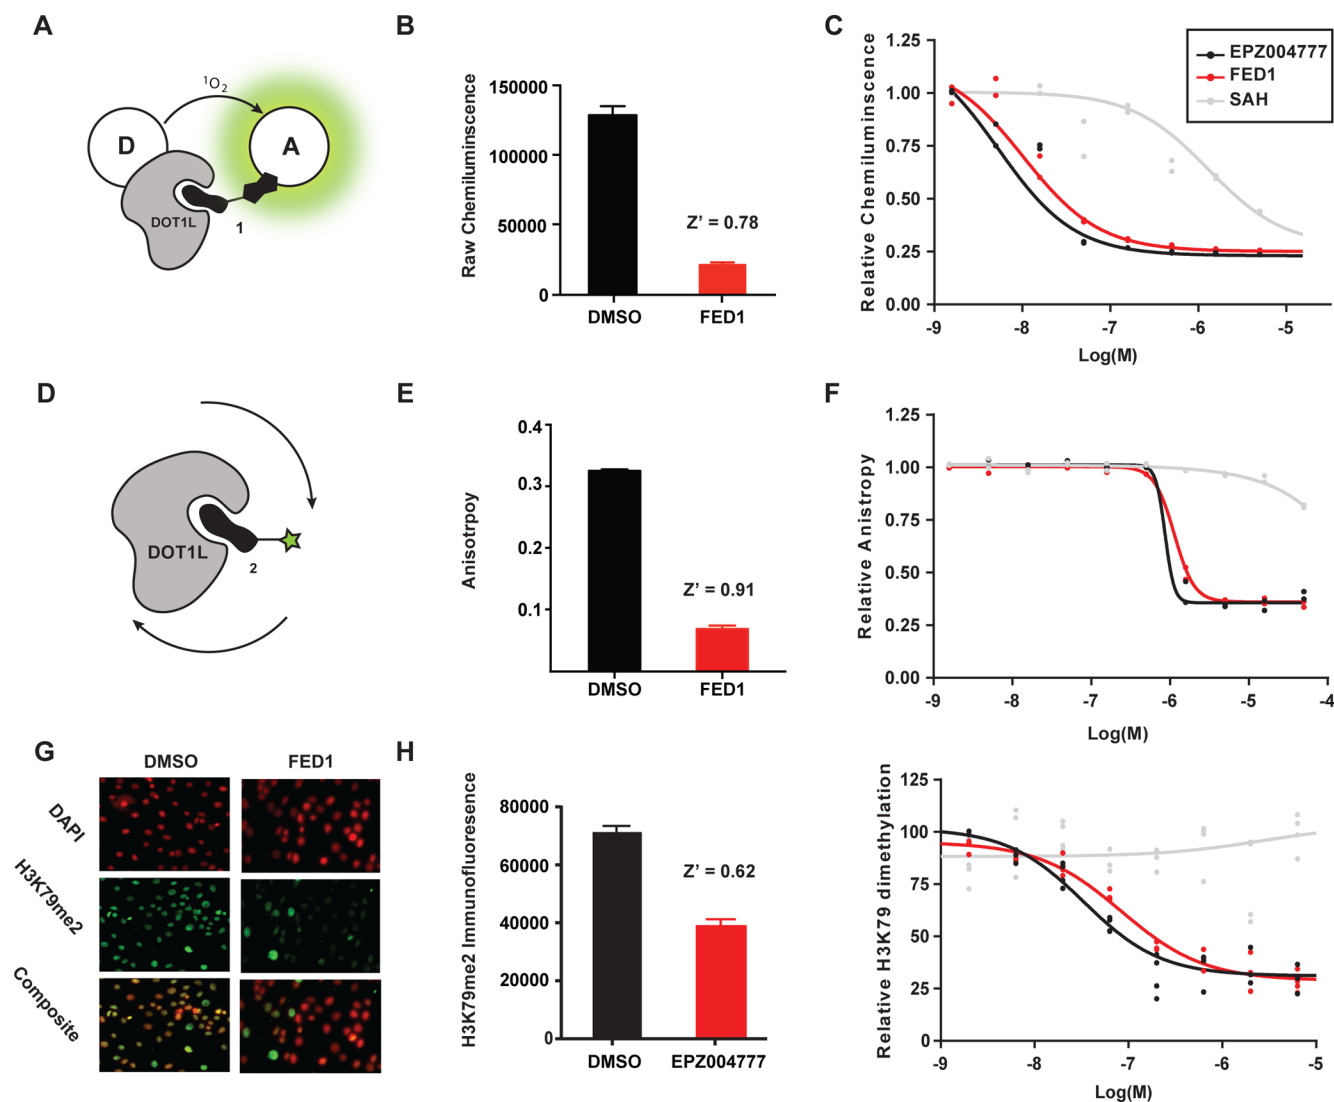 A
¹O₂
D
A
DOT1L
1
B
Raw Chemiluminescence
150000
100000
50000
0
Z’ = 0.78
DMSO
FED1
C
Relative Chemiluminscence
1.25
1.00
0.75
0.50
0.25
0.00
-9
-8
-7
-6
-5
Log(M)
EPZ004777
FED1
SAH
D
DOT1L
2
E
Anisotrpoy
0.4
0.3
0.2
0.1
Z’ = 0.91
DMSO
FED1
F
Relative Anistropy
1.25
1.00
0.75
0.50
0.25
0.00
-9
-8
-7
-6
-5
-4
Log(M)
G
DMSO
FED1
DAPI
H3K79me2
Composite
H
H3K79me2 Immunofluoresence
80000
60000
40000
20000
0
Z’ = 0.62
DMSO
EPZ004777
Relative H3K79 dimethylation
125
100
75
50
25
0
-9
-8
-7
-6
-5
Log(M)